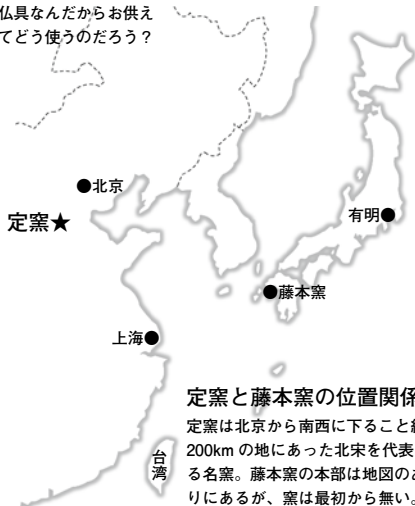 仏具なんだからお供え
てどう使うのだろう？
●北京
定窯★
有明●
●藤本窯
上海●
台湾
定窯と藤本窯の位置関係
定窯は北京から南西に下ること
200kmの地にあった北宋を代表
る名窯。藤本窯の本部は地図の
りにあるが、窯は最初から無い。